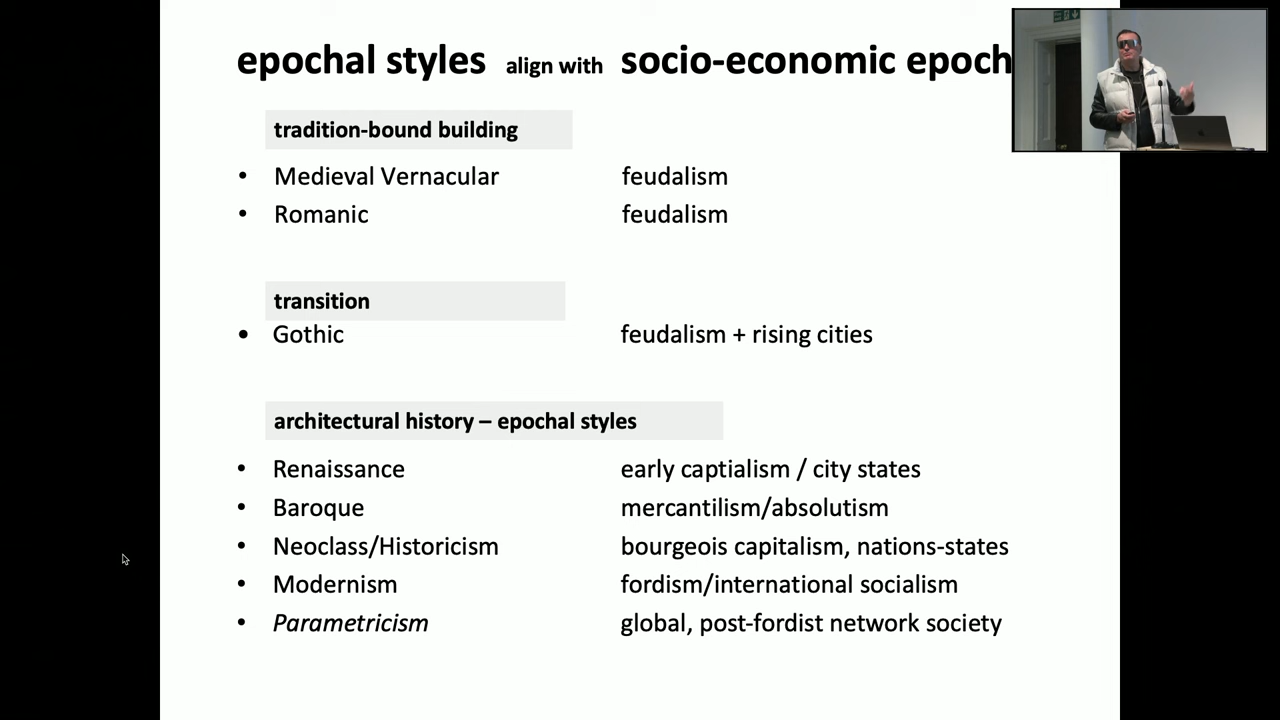 epochal styles align with socio-economic epoch
tradition-bound building
• Medieval Vernacular feudalism
• Romanic feudalism
transition
• Gothic feudalism + rising cities
architectural history – epochal styles
• Renaissance early captialism / city states
• Baroque mercantilism/absolutism
• Neoclass/Historicism bourgeois capitalism, nations-states
• Modernism fordism/international socialism
• Parametricism global, post-fordist network society